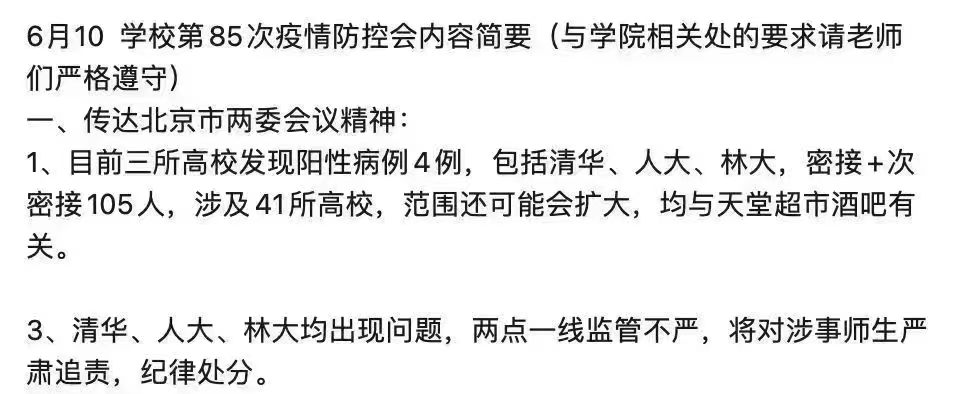 6月10 学校第85次疫情防控会内容简要（与学院相关处的要求请老师
们严格遵守）
一、传达北京市两委会议精神：
1、目前三所高校发现阳性病例4例，包括清华、人大、林大，密接+次
密接105人，涉及41所高校，范围还可能会扩大，均与天堂超市酒吧有
关。
3、清华、人大、林大均出现问题，两点一线监管不严，将对涉事师生严
肃追责，纪律处分。